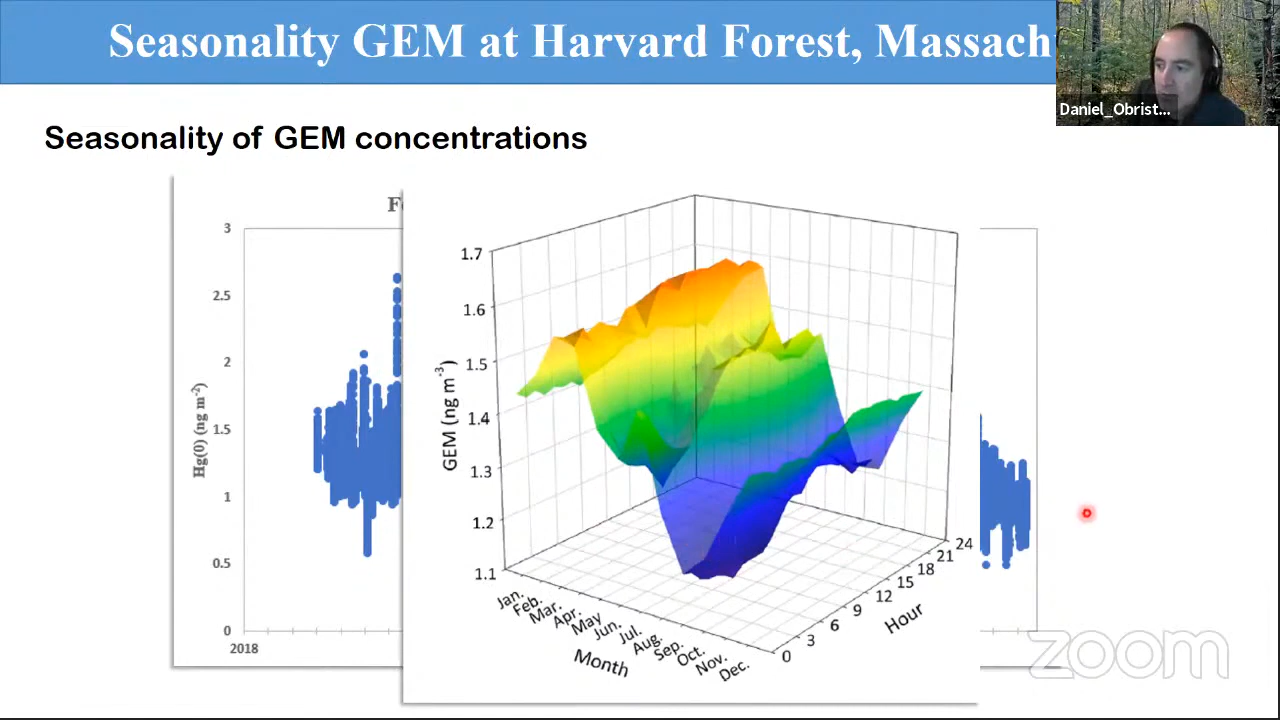 Seasonality GEM at Harvard Forest, Massach
Daniel_Obrist...
Seasonality of GEM concentrations
3
2.5
2
1.5
1
0.5
0
Hg(0) (ng m-2)
2018
1.7
1.6
1.5
1.4
1.3
1.2
1.1
GEM (ng m-3)
Jan.
Feb.
Mar.
Apr.
May
Jun.
Jul.
Aug.
Sep.
Oct.
Nov.
Dec.
Month
0
3
6
9
12
15
18
21
24
Hour
zoom